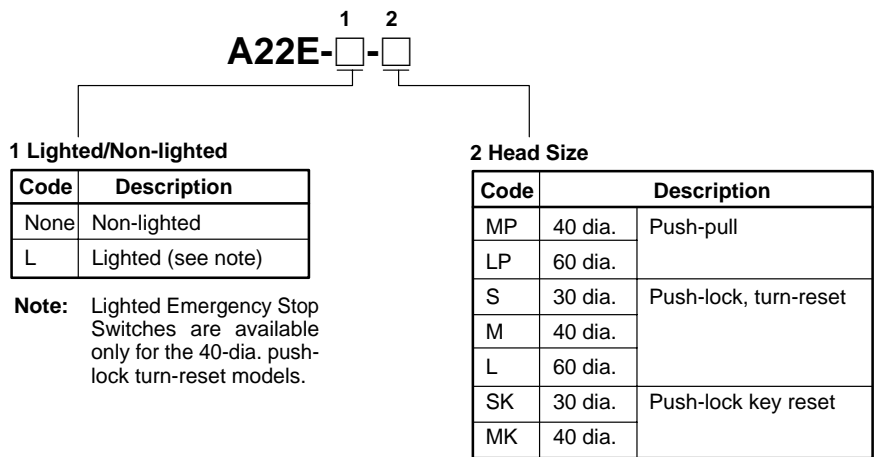 1 2
A22E-□-□
1 Lighted/Non-lighted
Code Description
None Non-lighted
L Lighted (see note)
Note: Lighted Emergency Stop
Switches are available
only for the 40-dia. push-
lock turn-reset models.
2 Head Size
Code Description
MP 40 dia. Push-pull
LP 60 dia.
S 30 dia. Push-lock, turn-reset
M 40 dia.
L 60 dia.
SK 30 dia. Push-lock key reset
MK 40 dia.